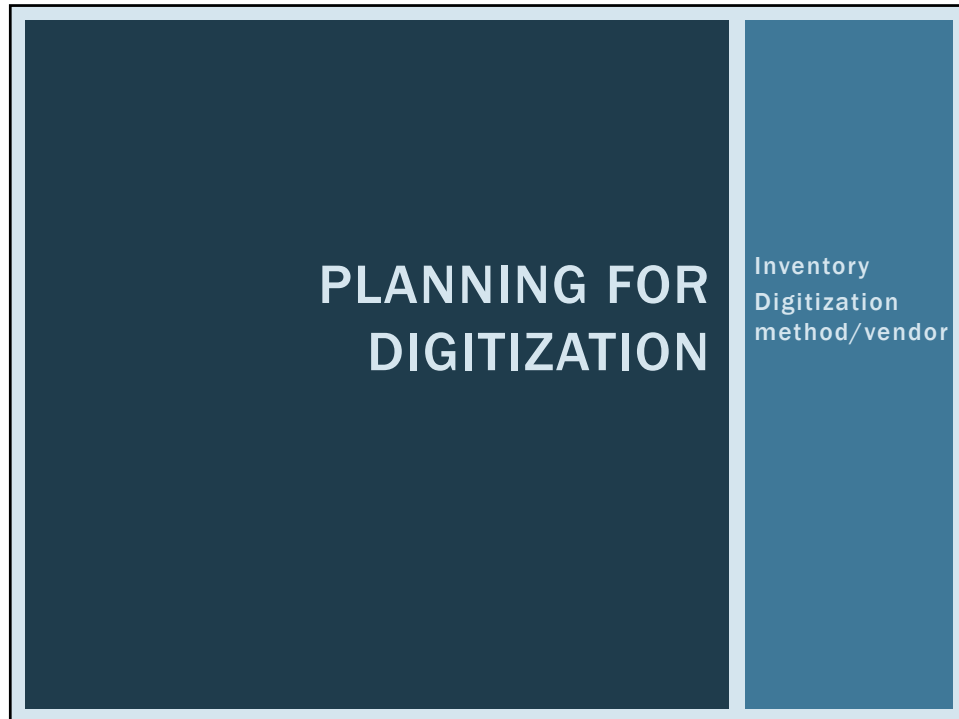 PLANNING FOR
DIGITIZATION
Inventory
Digitization
method/vendor